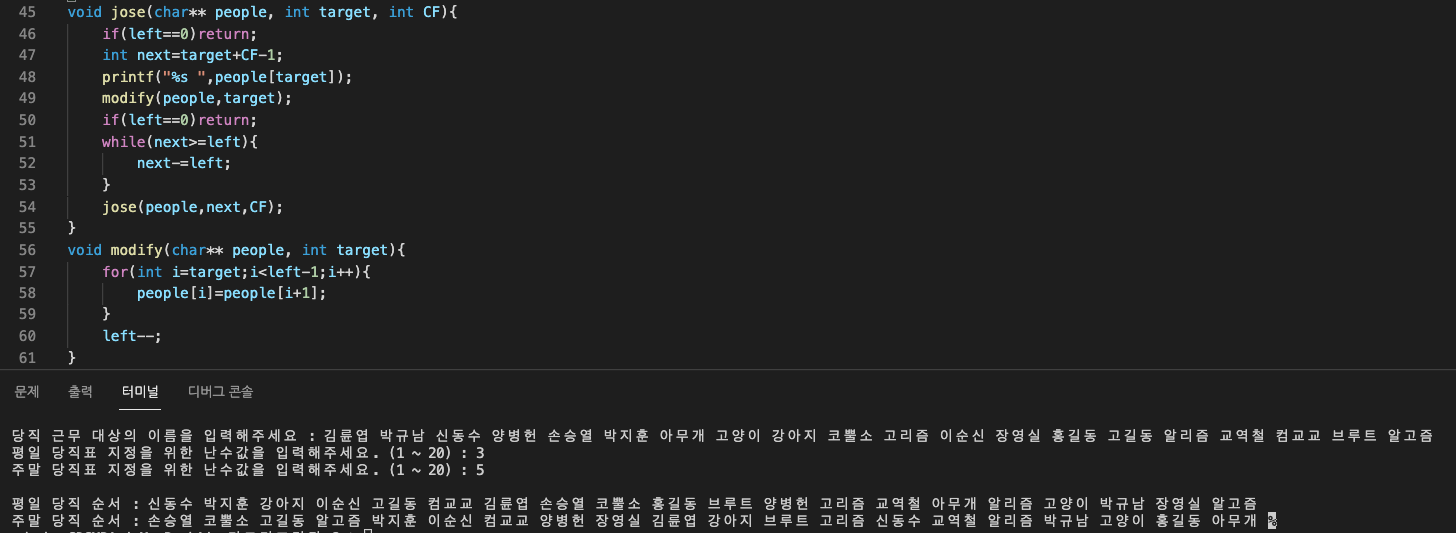 45 void jose(char** people, int target, int CF){
46 if(left==0)return;
47 int next=target+CF-1;
48 printf("%s ",people[target]);
49 modify(people,target);
50 if(left==0)return;
51 while(next>=left){
52 next-=left;
53 }
54 jose(people,next,CF);
55 }
56 void modify(char** people, int target){
57 for(int i=target;i<left-1;i++){
58 people[i]=people[i+1];
59 }
60 left--;
61 }
문제 출력 터미널 디버그 콘솔
당직 근무 대상의 이름을 입력해주세요 : 김륜엽 박규남 신동수 양병헌 손승열 박지훈 아무개 고양이 강아지 코뿔소 고리즘 이순신 장영실 홍길동 고길동 알리즘 교역철 컴교교 브루트 알고즘
평일 당직표 지정을 위한 난수값을 입력해주세요. (1 ~ 20) : 3
주말 당직표 지정을 위한 난수값을 입력해주세요. (1 ~ 20) : 5
평일 당직 순서 : 신동수 박지훈 강아지 이순신 고길동 컴교교 김륜엽 손승열 코뿔소 홍길동 브루트 양병헌 고리즘 교역철 아무개 알리즘 고양이 박규남 장영실 알고즘
주말 당직 순서 : 손승열 코뿔소 고길동 알고즘 박지훈 이순신 컴교교 양병헌 장영실 김륜엽 강아지 브루트 고리즘 신동수 교역철 알리즘 박규남 고양이 홍길동 아무개 %